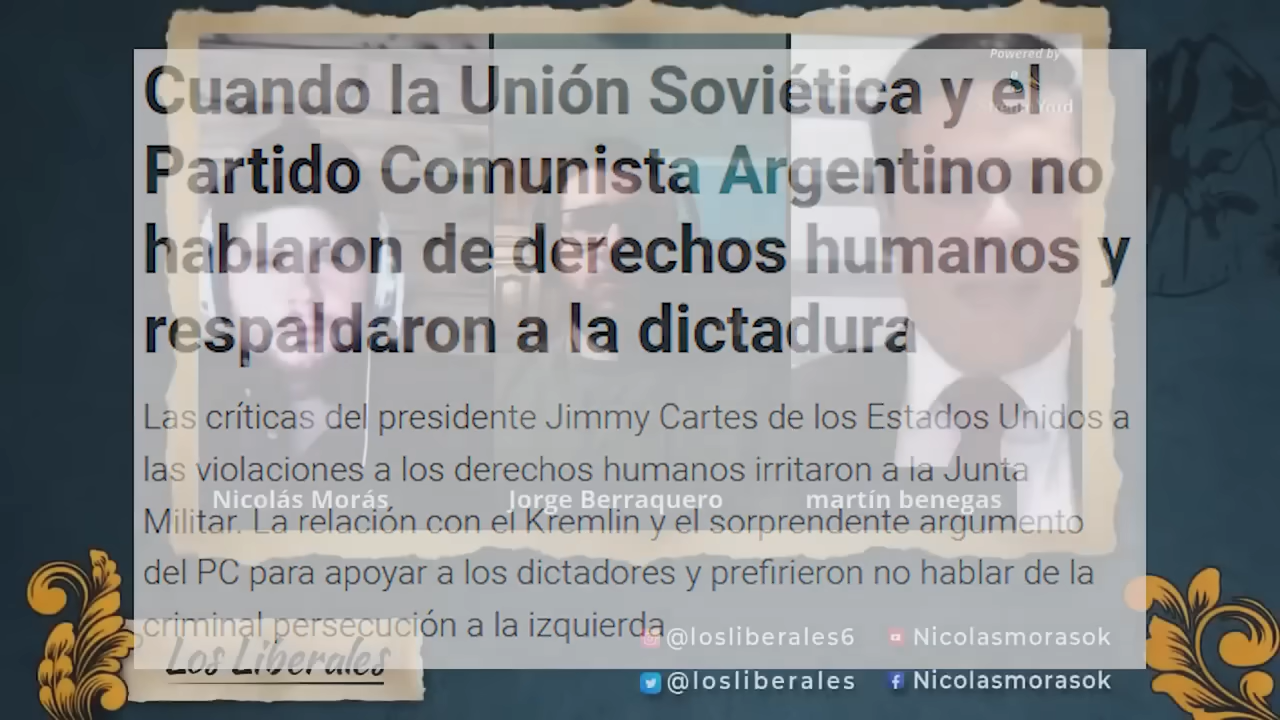 Powered by
Cuando la Unión Soviética y el
Partido Comunista Argentino no
hablaron de derechos humanos y
respaldaron a la dictadura
Las críticas del presidente Jimmy Cartes de los Estados Unidos a
las violaciones a los derechos humanos irritaron a la Junta
Nicolás Morás Jorge Berraquero martín benegas
Militar. La relación con el Kremlin y el sorprendente argumento
del PC para apoyar a los dictadores y prefirieron no hablar de la
criminal persecución a la izquierda
Los Liberales
@losliberales6 Nicolasmorasok
@losliberales Nicolasmorasok